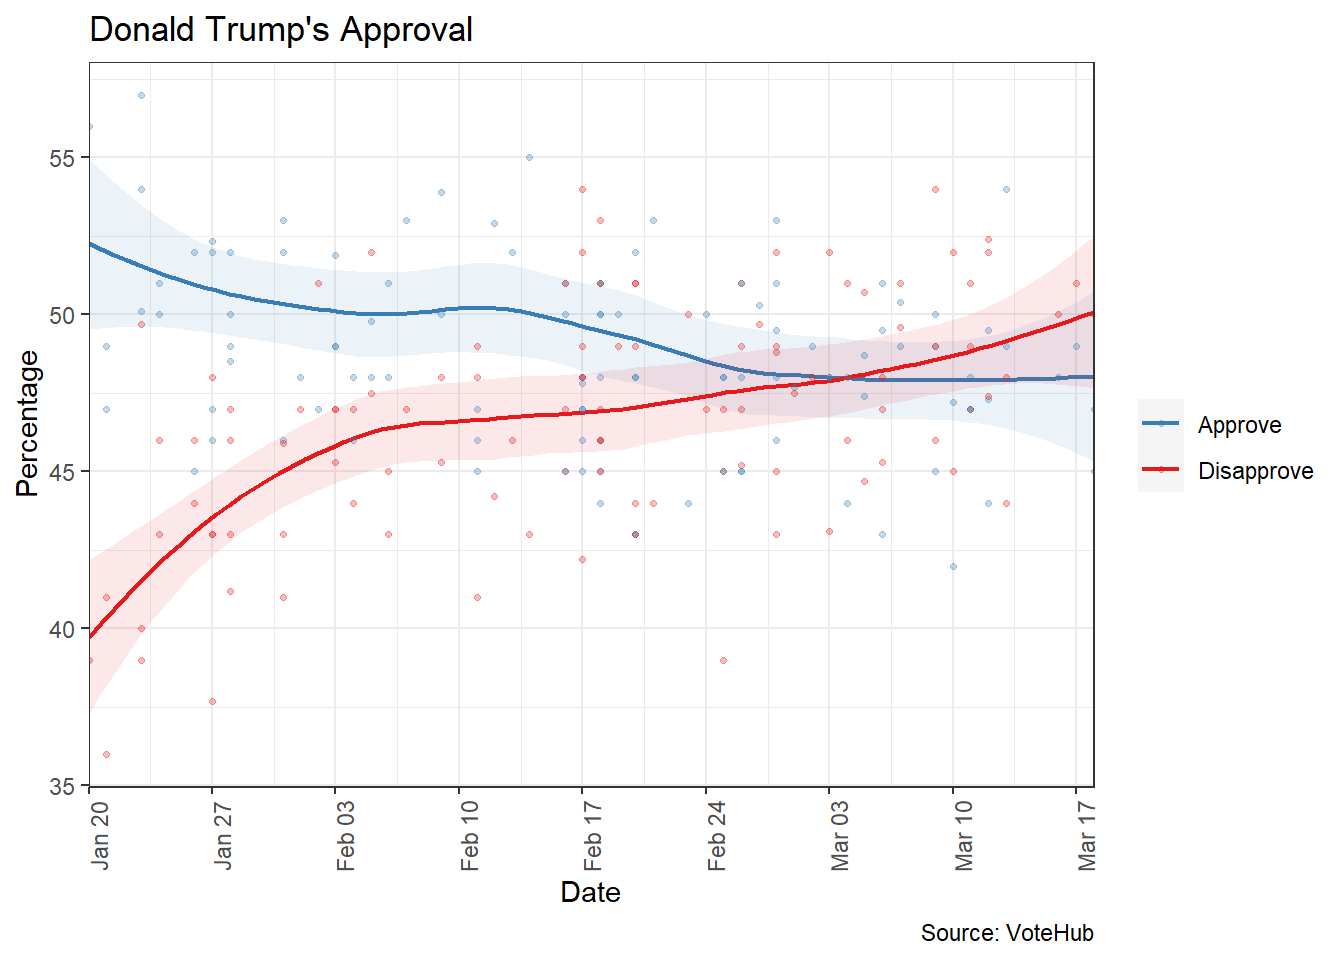 Donald Trump's Approval
Percentage
55
50
45
40
35
Jan 20
Jan 27
Feb 03
Feb 10
Feb 17
Feb 24
Mar 03
Mar 10
Mar 17
Date
Approve
Disapprove
Source: VoteHub